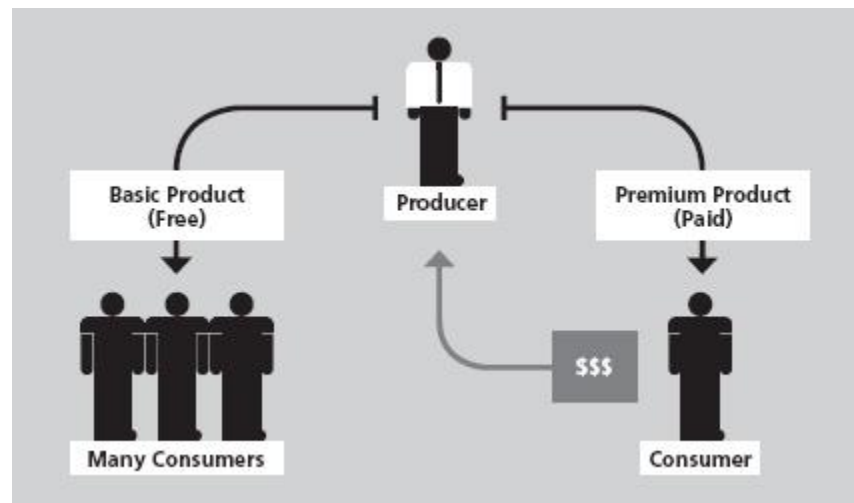 Producer
Basic Product
(Free)
Premium Product
(Paid)
$$$
Many Consumers
Consumer